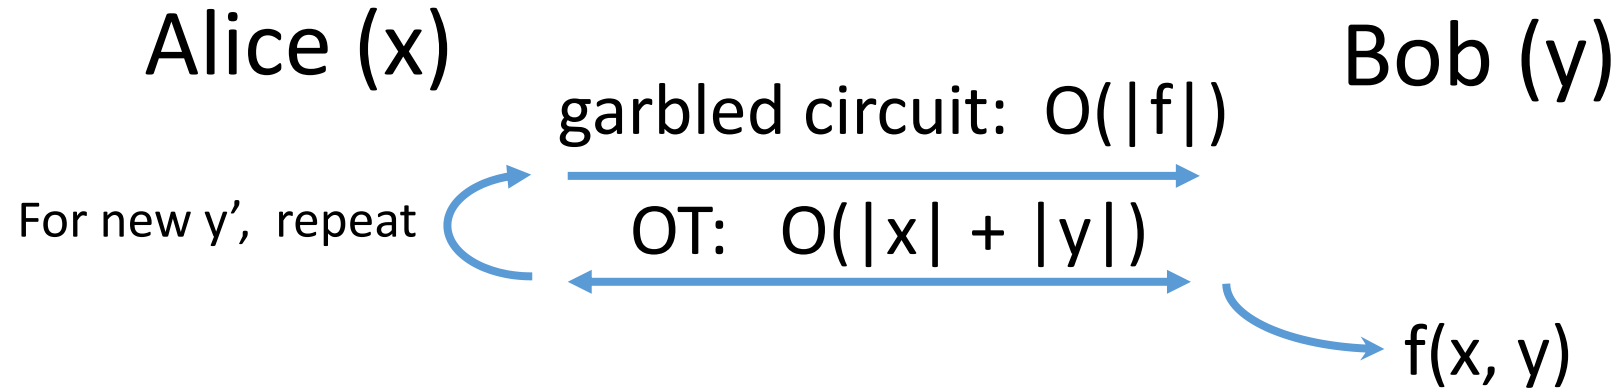 Alice (x)
Bob (y)
garbled circuit: O(|f|)
For new y’, repeat
OT: O(|x| + |y|)
f(x, y)